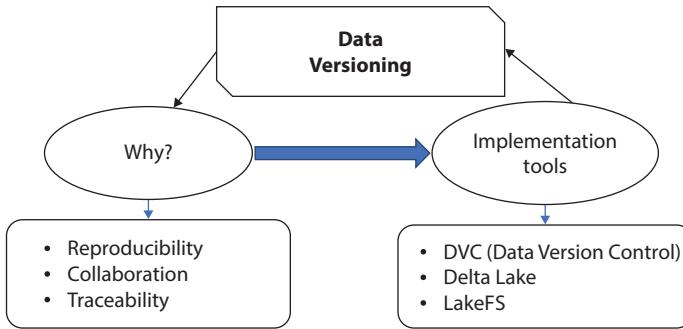 Data
Versioning
Why?
Implementation
tools
• Reproducibility
• Collaboration
• Traceability
• DVC (Data Version Control)
• Delta Lake
• LakeFS